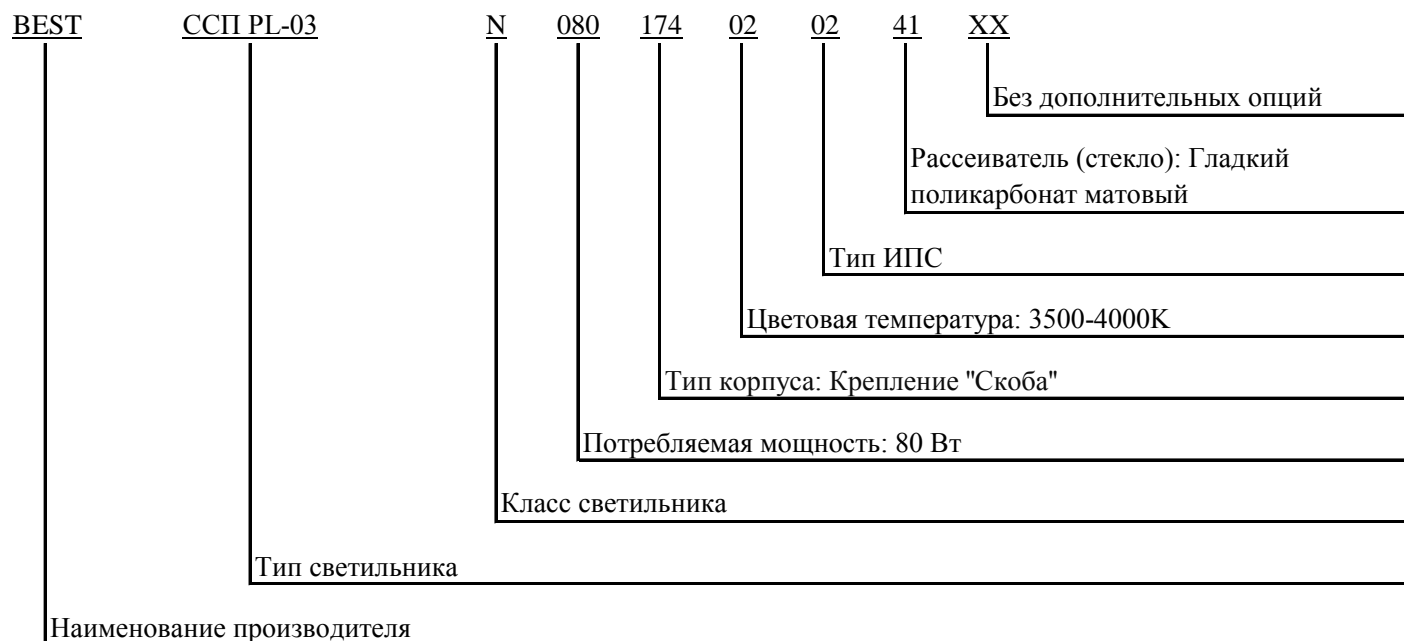 BEST ССП PL-03 N 080 174 02 02 41 XX
Без дополнительных опций
Рассеиватель (стекло): Гладкий
поликарбонат матовый
Тип ИПС
Цветовая температура: 3500-4000K
Тип корпуса: Крепление "Скоба"
Потребляемая мощность: 80 Вт
Класс светильника
Тип светильника
Наименование производителя